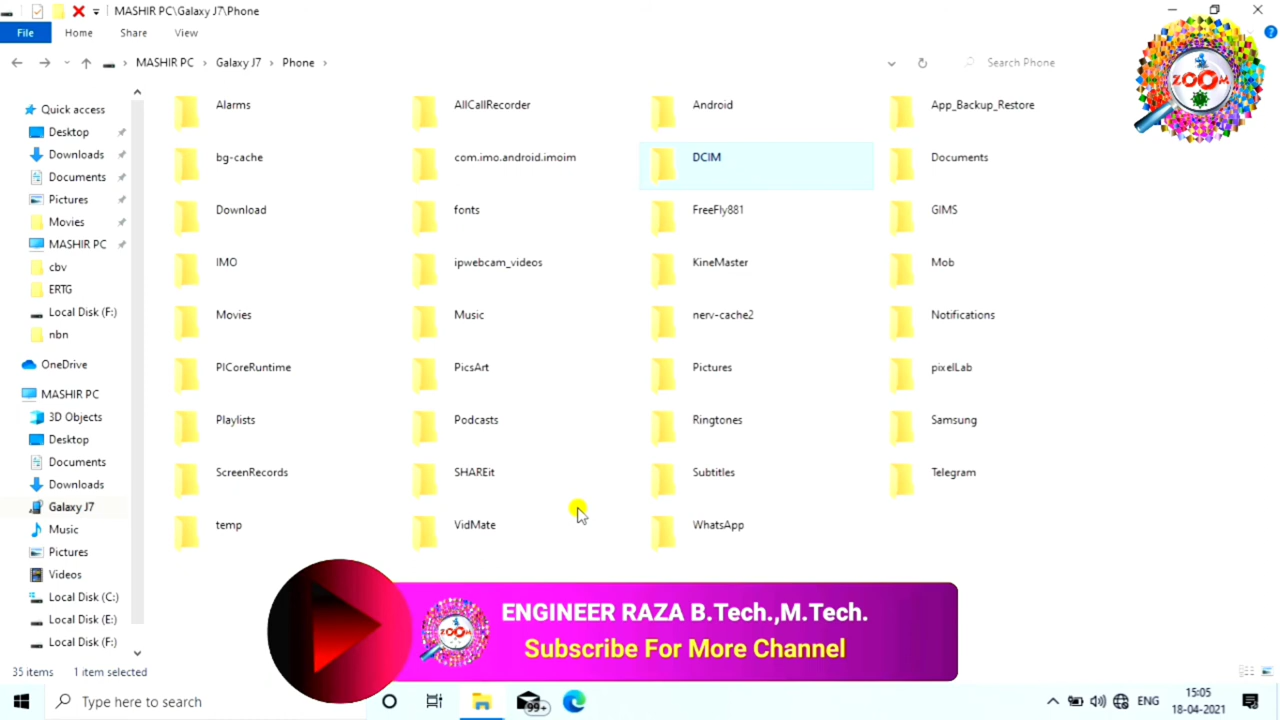 MASHIR PC\Galaxy J7\Phone
File Home Share View
MASHIR PC > Galaxy J7 > Phone >
Search Phone
ZOOM
Quick access
Desktop
Downloads
Documents
Pictures
Movies
MASHIR PC
cbv
ERTG
Local Disk (F:)
nbn
OneDrive
MASHIR PC
3D Objects
Desktop
Documents
Downloads
Galaxy J7
Music
Pictures
Videos
Local Disk (C:)
Local Disk (E:)
Local Disk (F:)
Alarms AllCallRecorder Android App_Backup_Restore
bg-cache com.imo.android.imoim DCIM Documents
Download fonts FreeFly881 GIMS
IMO ipwebcam_videos KineMaster Mob
Movies Music nerv-cache2 Notifications
PICoreRuntime PicsArt Pictures pixelLab
Playlists Podcasts Ringtones Samsung
ScreenRecords SHAREit Subtitles Telegram
temp VidMate WhatsApp
ZOOM
ENGINEER RAZA B.Tech.,M.Tech.
Subscribe For More Channel
35 items 1 item selected
Type here to search
99+
ENG
15:05
18-04-2021